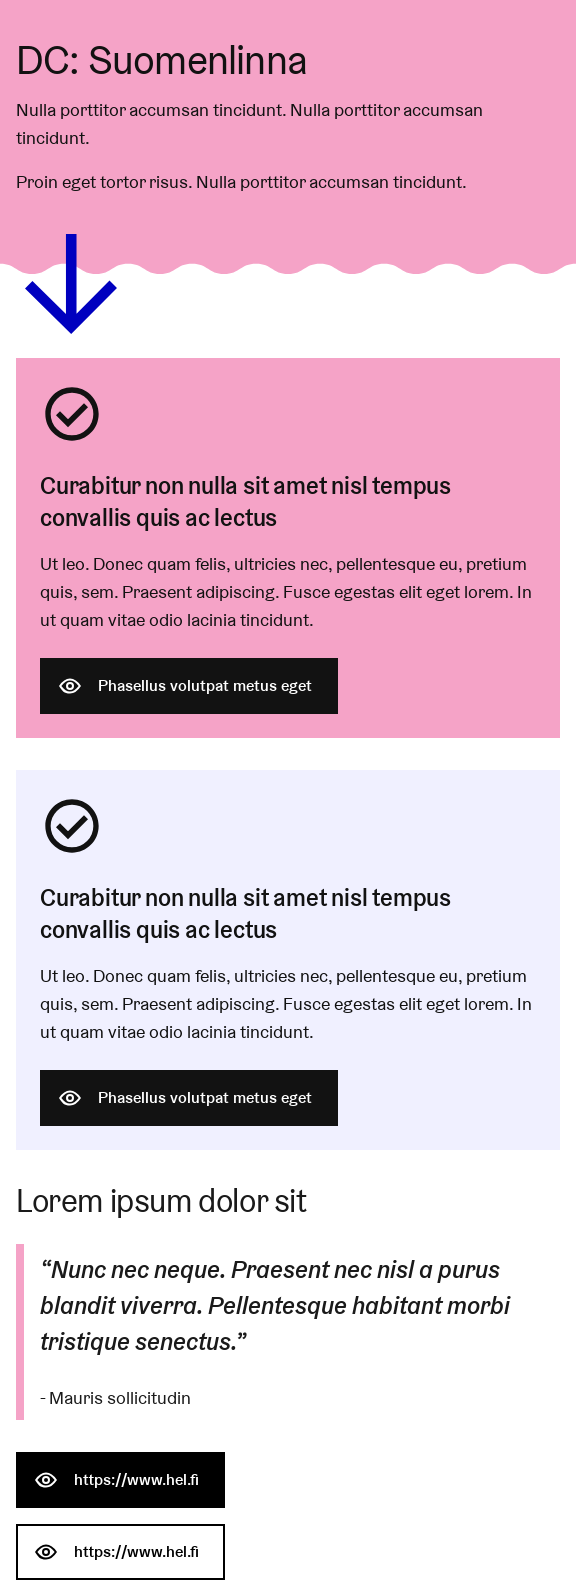 DC: Suomenlinna
Nulla porttitor accumsan tincidunt. Nulla porttitor accumsan
tincidunt.
Proin eget tortor risus. Nulla porttitor accumsan tincidunt.
Curabitur non nulla sit amet nisl tempus
convallis quis ac lectus
Ut leo. Donec quam felis, ultricies nec, pellentesque eu, pretium
quis, sem. Praesent adipiscing. Fusce egestas elit eget lorem. In
ut quam vitae odio lacinia tincidunt.
Phasellus volutpat metus eget
Curabitur non nulla sit amet nisl tempus
convallis quis ac lectus
Ut leo. Donec quam felis, ultricies nec, pellentesque eu, pretium
quis, sem. Praesent adipiscing. Fusce egestas elit eget lorem. In
ut quam vitae odio lacinia tincidunt.
Phasellus volutpat metus eget
Lorem ipsum dolor sit
“Nunc nec neque. Praesent nec nisl a purus
blandit viverra. Pellentesque habitant morbi
tristique senectus.”
- Mauris sollicitudin
https://www.hel.fi
https://www.hel.fi